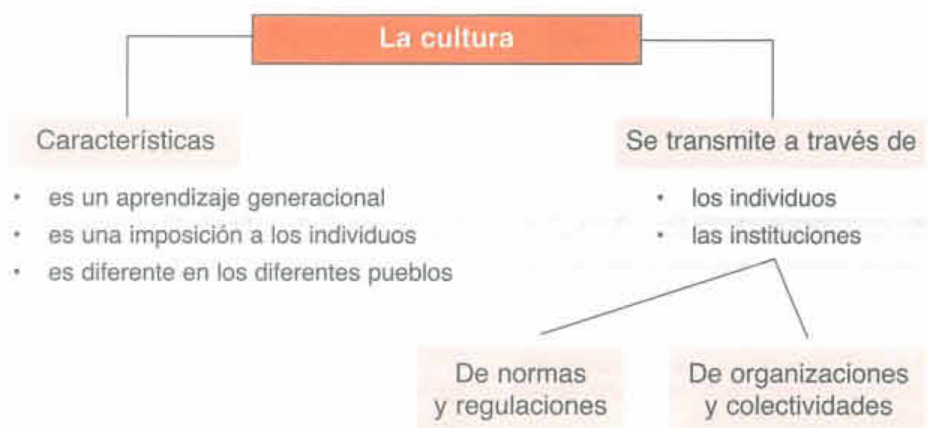 La cultura
Características
• es un aprendizaje generacional
• es una imposición a los individuos
• es diferente en los diferentes pueblos
Se transmite a través de
• los individuos
• las instituciones
De normas
y regulaciones
De organizaciones
y colectividades